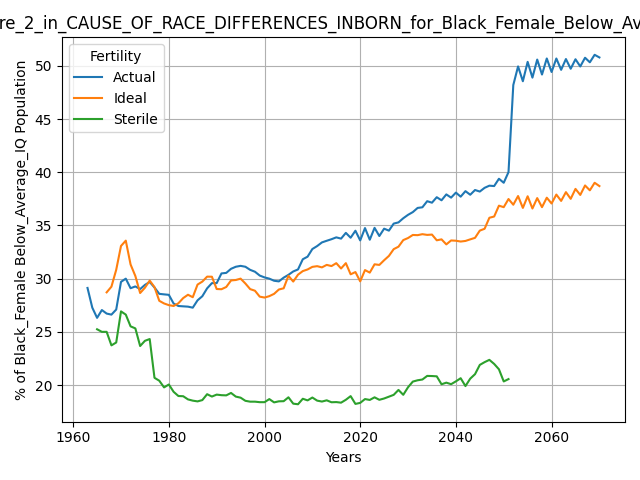 re_2_in_CAUSE_OF_RACE_DIFFERENCES_INBORN_for_Black_Female_Below_Av
Fertility
Actual
Ideal
Sterile
% of Black_Female Below_Average_IQ Population
50
45
40
35
30
25
20
1960 1980 2000 2020 2040 2060
Years